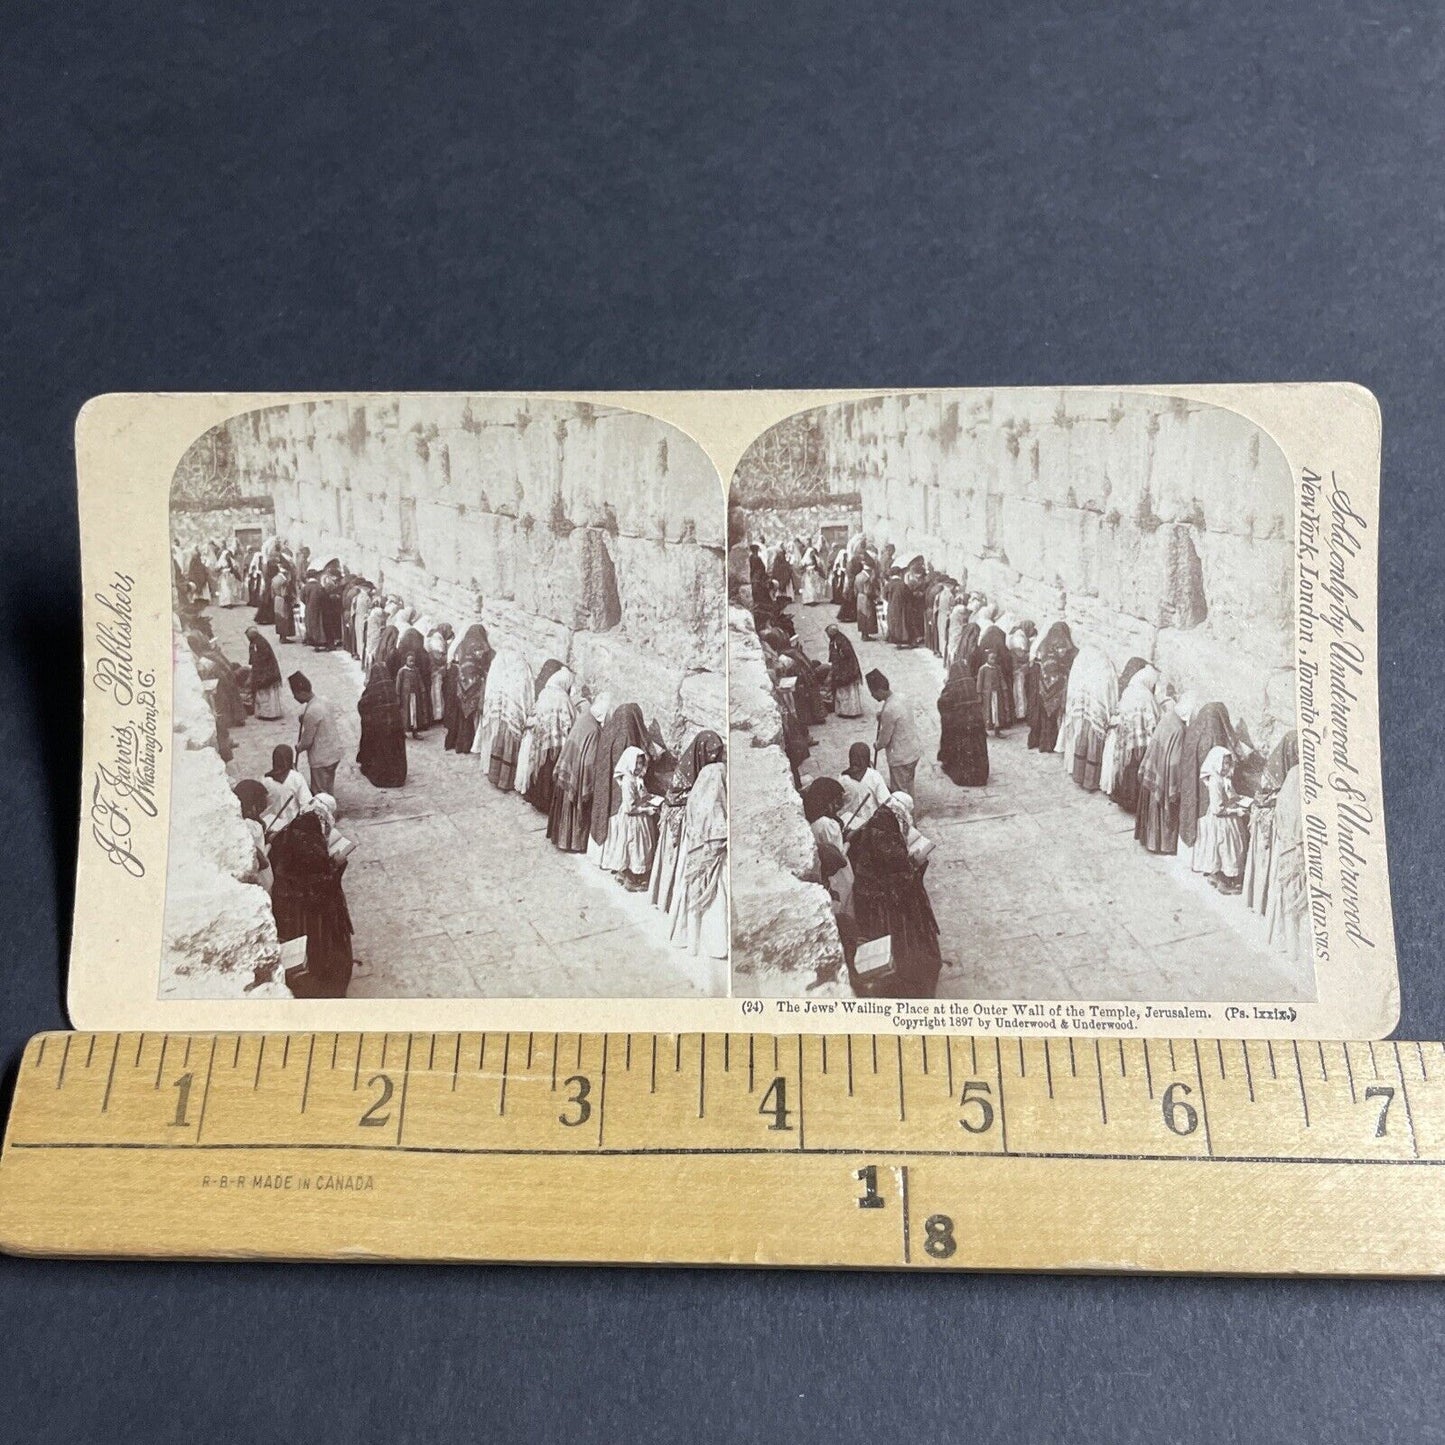 J.F. Jarvis, Publishers
Washington, D.C.
Sold only by Underwood & Underwood
New York, London, Toronto Canada, Ottawa Kansas
(24) The Jews' Wailing Place at the Outer Wall of the Temple, Jerusalem. (Ps. lxxix.)
Copyright 1897 by Underwood & Underwood.
1 2 3 4 5 6 7
R-B-R MADE IN CANADA
1
8